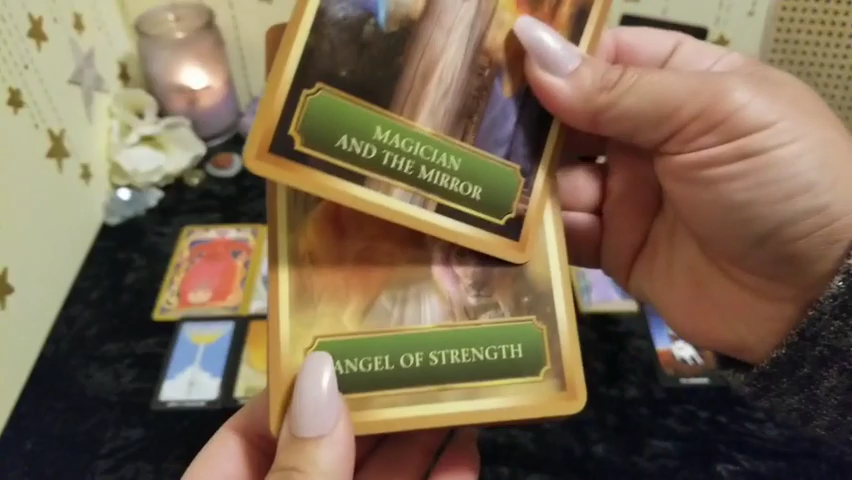 MAGICIAN
AND THE MIRROR
ANGEL OF STRENGTH